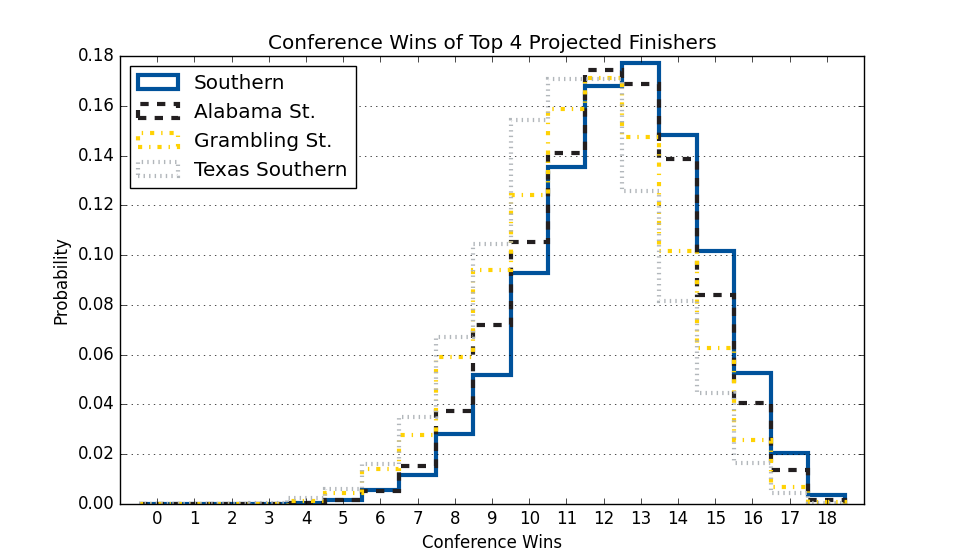 Conference Wins of Top 4 Projected Finishers
Southern
Alabama St.
Grambling St.
Texas Southern
Probability
0.18
0.16
0.14
0.12
0.10
0.08
0.06
0.04
0.02
0.00
0 1 2 3 4 5 6 7 8 9 10 11 12 13 14 15 16 17 18
Conference Wins